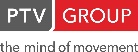 PTV GROUP
the mind of movement